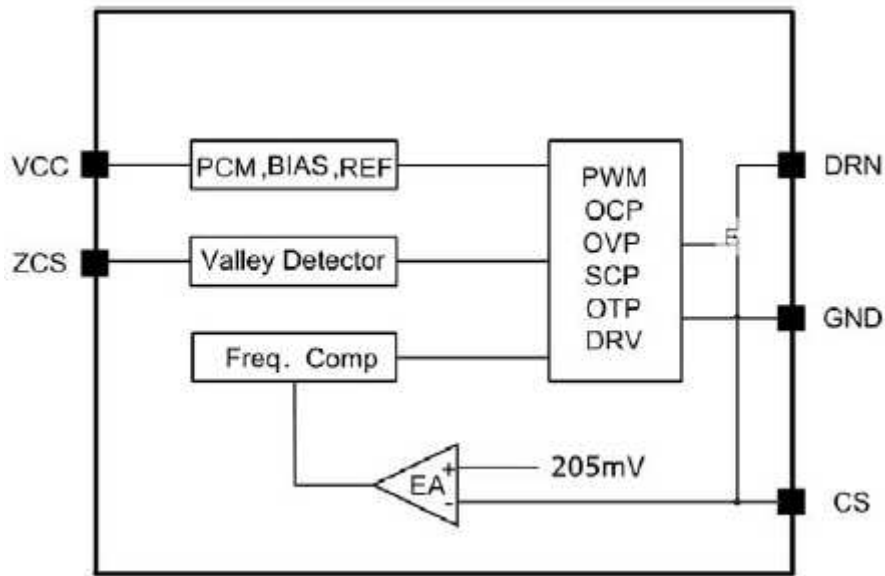 VCC
PCM,BIAS,REF
PWM
OCP
OVP
SCP
OTP
DRV
DRN
ZCS
Valley Detector
GND
Freq. Comp
EA
+
-
205mV
CS